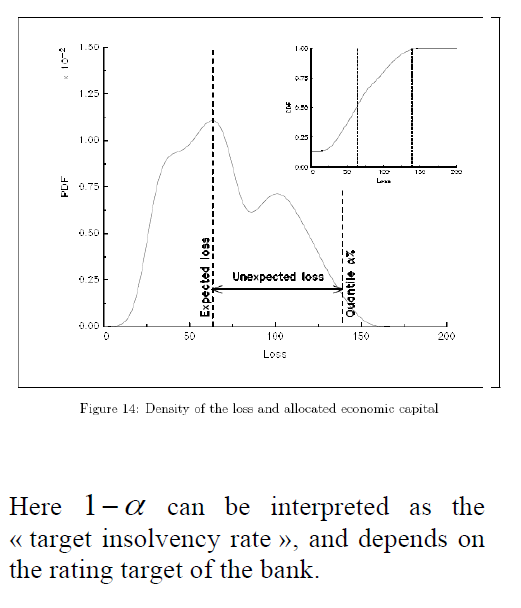 × 10⁻²
PDF
1.50
1.25
1.00
0.75
0.50
0.25
0.00
0
50
100
150
200
Loss
Expected loss
Unexpected loss
Quantile α%
CDF
1.00
0.75
0.50
0.25
0.00
0
50
100
150
200
Loss
Figure 14: Density of the loss and allocated economic capital
Here 1−α can be interpreted as the
« target insolvency rate », and depends on
the rating target of the bank.